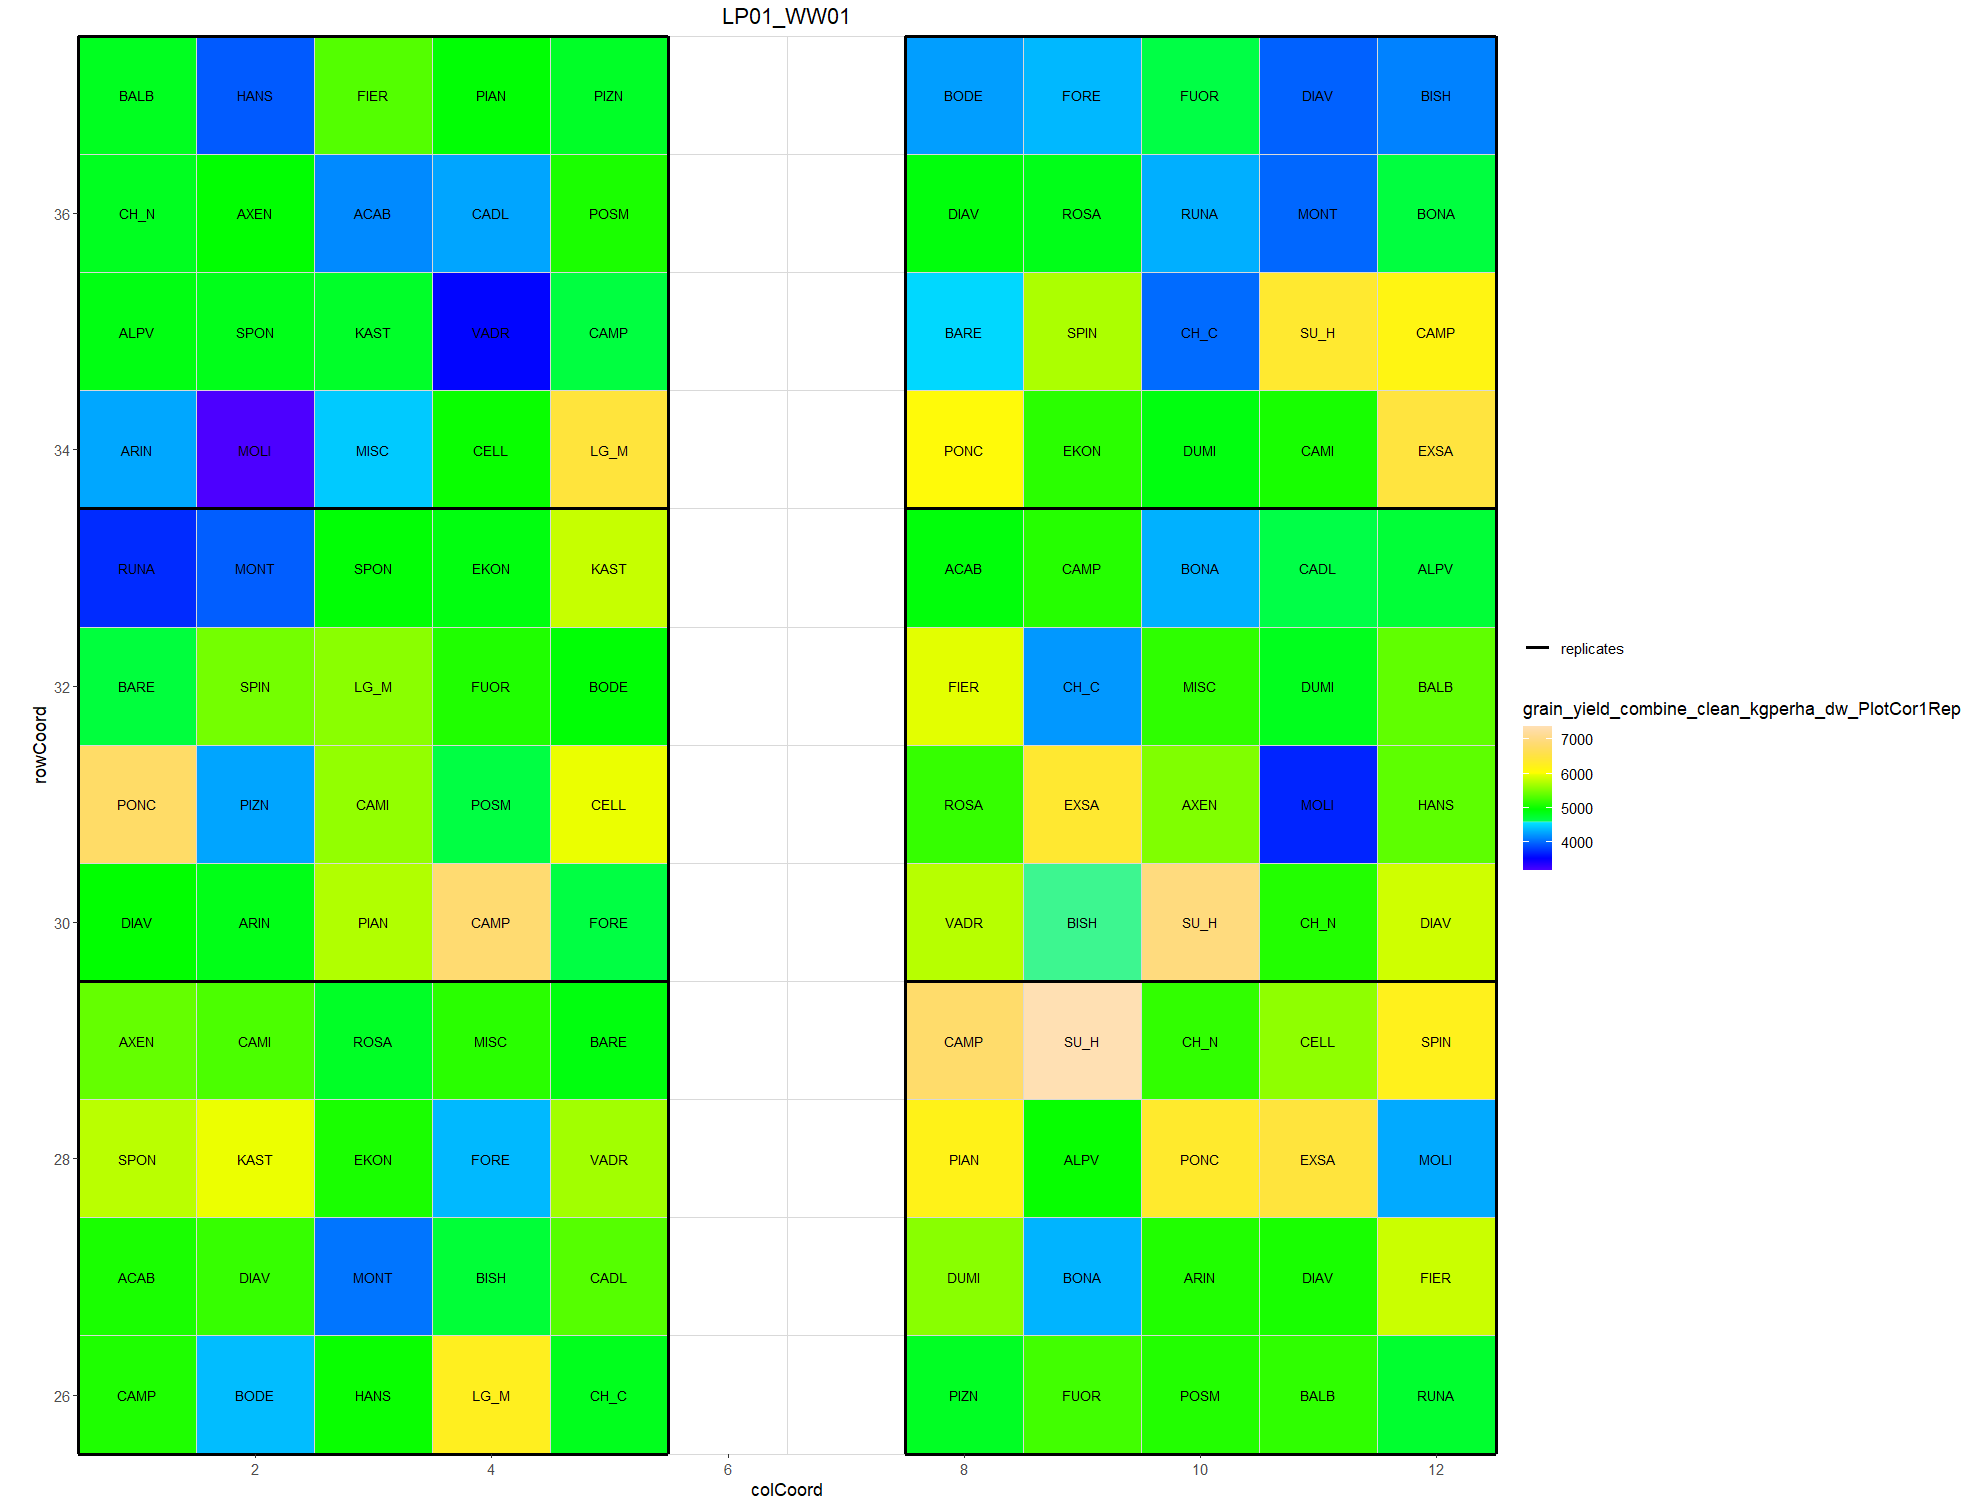 LP01_WW01
BALB HANS FIER PIAN PIZN BODE FORE FUOR DIAV BISH
36 CH_N AXEN ACAB CADL POSM DIAV ROSA RUNA MONT BONA
ALPV SPON KAST VADR CAMP BARE SPIN CH_C SU_H CAMP
34 ARIN MOLI MISC CELL LG_M PONC EKON DUMI CAMI EXSA
RUNA MONT SPON EKON KAST ACAB CAMP BONA CADL ALPV
32 BARE SPIN LG_M FUOR BODE FIER CH_C MISC DUMI BALB
PONC PIZN CAMI POSM CELL ROSA EXSA AXEN MOLI HANS
30 DIAV ARIN PIAN CAMP FORE VADR BISH SU_H CH_N DIAV
AXEN CAMI ROSA MISC BARE CAMP SU_H CH_N CELL SPIN
28 SPON KAST EKON FORE VADR PIAN ALPV PONC EXSA MOLI
ACAB DIAV MONT BISH CADL DUMI BONA ARIN DIAV FIER
26 CAMP BODE HANS LG_M CH_C PIZN FUOR POSM BALB RUNA
2 4 6 8 10 12
colCoord
rowCoord
replicates
grain_yield_combine_clean_kgperha_dw_PlotCor1Rep
7000
6000
5000
4000